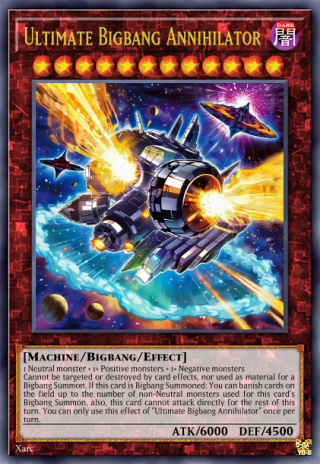 ULTIMATE BIGBANG ANNIHILATOR
DARK
闇
[MACHINE/BIGBANG/EFFECT]
1 Neutral monster + 1+ Positive monsters + 1+ Negative monsters
Cannot be targeted or destroyed by card effects, nor used as material for a
Bigbang Summon. If this card is Bigbang Summoned: You can banish cards on
the field up to the number of non-Neutral monsters used for this card's
Bigbang Summon, also, this card cannot attack directly for the rest of this
turn. You can only use this effect of "Ultimate Bigbang Annihilator" once per
turn.
ATK/6000 DEF/4500
Xarc